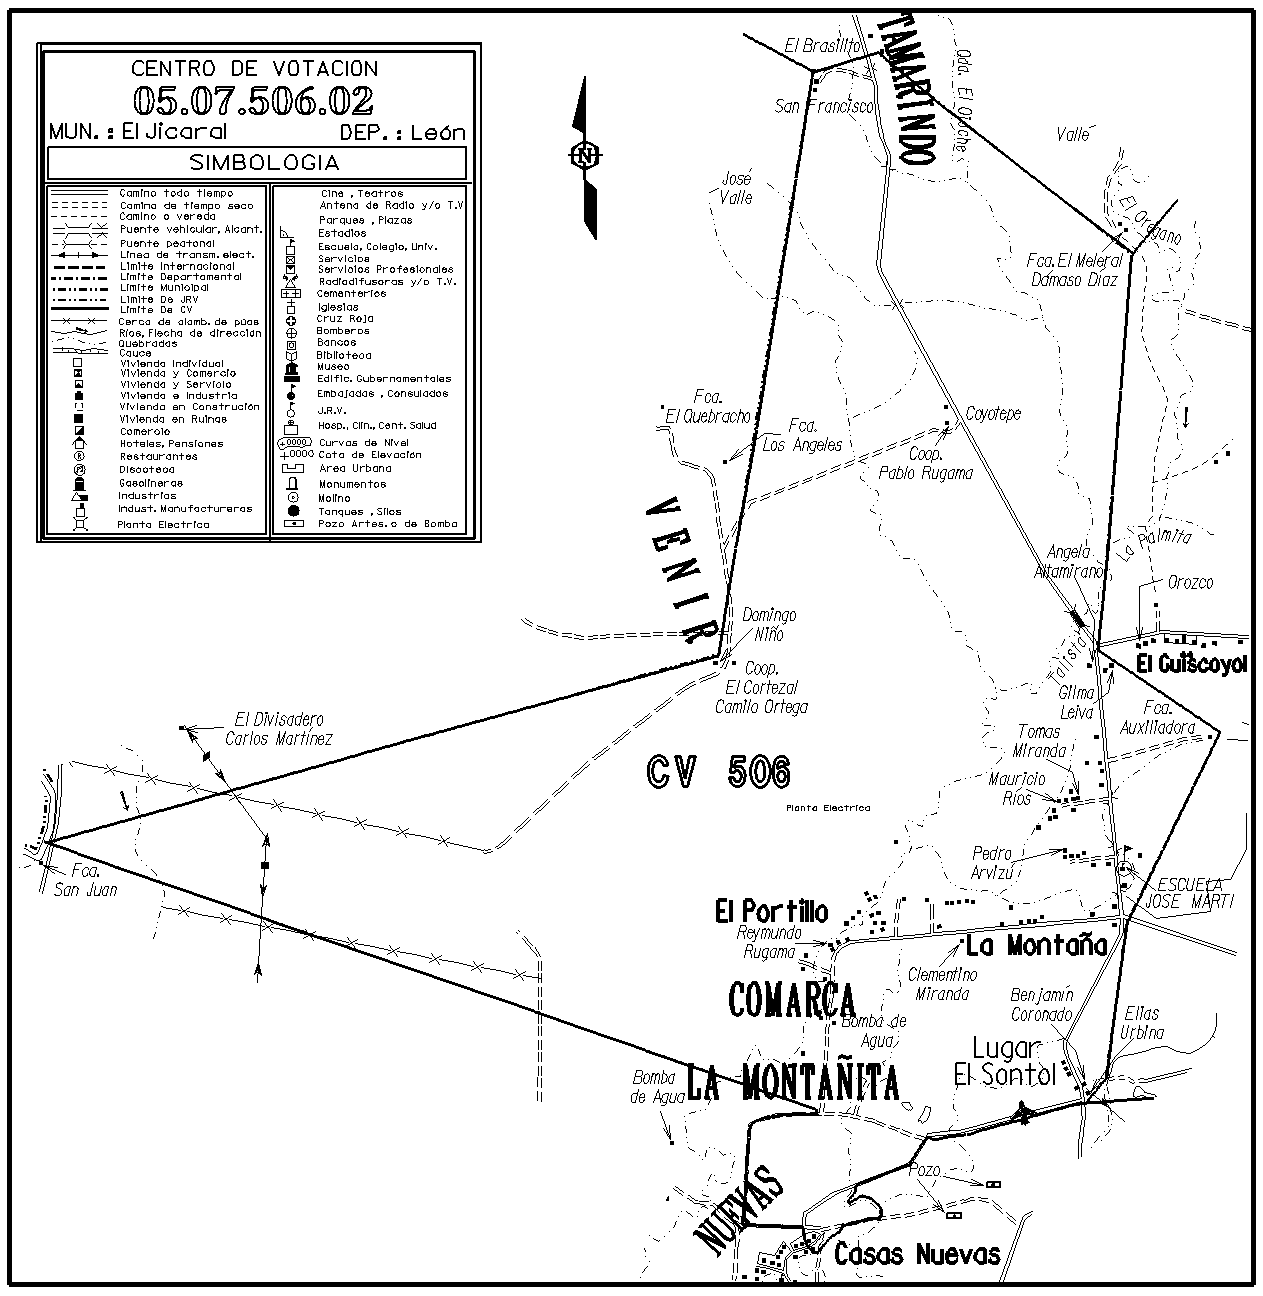 CENTRO DE VOTACION
05.07.506.02
MUN.: El Jicaral DEP.: León
SIMBOLOGIA
Camino todo tiempo
Camino de tiempo seco
Camino o vereda
Puente vehicular, Alcant.
Puente peatonal
Línea de transm. elect.
Límite Internacional
Límite Departamental
Límite Municipal
Límite De JRV
Límite De CV
Cerca de alamb. de púas
Ríos, Flecha de dirección
Quebradas
Cauce
Vivienda Individual
Vivienda y Comercio
Vivienda y Servicio
Vivienda e Industria
Vivienda en Construción
Vivienda en Ruinas
Comercio
Hoteles, Pensiones
Restaurantes
Discoteca
Gasolineras
Industrias
Indust. Manufactureras
Planta Electrica
Cine, Teatros
Antena de Radio y/o T.V
Parques, Plazas
Estadios
Escuela, Colegio, Univ.
Servicios
Servicios Profesionales
Radiodifusoras y/o T.V.
Cementerios
Iglesias
Cruz Roja
Bomberos
Bancos
Biblioteca
Museo
Edific. Gubernamentales
Embajadas, Consulados
J.R.V.
Hosp., Clin., Cent. Salud
Curvas de Nivel
Cota de Elevación
Area Urbana
Monumentos
Molino
Tanques, Silos
Pozo Artes. o de Bomba
N
El Brasilito
San Francisco
TAMARINDO
Qda. El Ojoche
Valle
José
Valle
El Oregano
Fca. El Meleral
Dámaso Díaz
Fca.
El Quebracho
Fca.
Los Angeles
Coyotepe
Coop.
Pablo Rugama
VENIR
La Palmita
Angela
Altamirano
Orozco
El Guiscoyol
Talista
Gilma
Leiva
Fca.
Auxiliadora
Domingo
Niño
Coop.
El Cortezal
Camilo Ortega
El Divisadero
Carlos Martínez
CV 506
Planta Electrica
Tomas
Miranda
Mauricio
Ríos
Pedro
Arvizú
ESCUELA
JOSE MARTI
Fca.
San Juan
El Portillo
Reymundo
Rugama
La Montaña
Clementino
Miranda
Benjamín
Coronado
Elías
Urbina
COMARCA
Bomba de
Agua
Lugar
El Santol
LA MONTAÑITA
Bomba
de Agua
Pozo
NUEVAS
Casas Nuevas